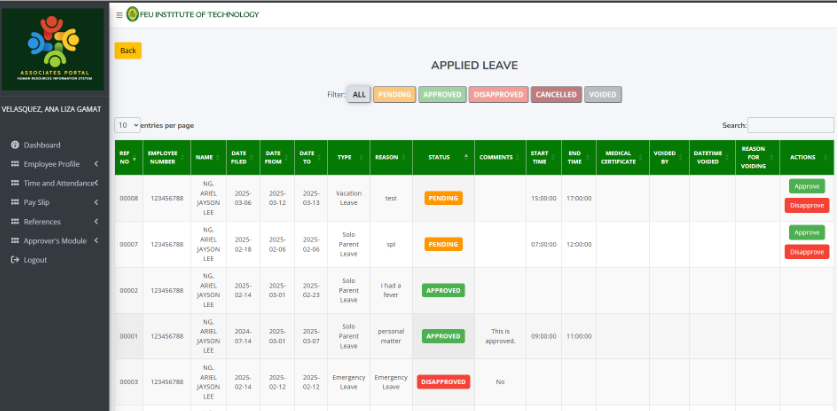 FEU INSTITUTE OF TECHNOLOGY
ASSOCIATES PORTAL
HUMAN RESOURCES INFORMATION SYSTEM
VELASQUEZ, ANA LIZA GAMAT
Dashboard
Employee Profile
Time and Attendance
Pay Slip
References
Approver's Module
Logout
Back
APPLIED LEAVE
Filter: ALL PENDING APPROVED DISAPPROVED CANCELLED VOIDED
10 entries per page Search:
REF NO EMPLOYEE NUMBER NAME DATE FILED DATE FROM DATE TO TYPE REASON STATUS COMMENTS START TIME END TIME MEDICAL CERTIFICATE VOIDED BY DATETIME VOIDED REASON FOR VOIDING ACTIONS
00008 123456788 NG, ARIEL JAYSON LEE 2025-03-06 2025-03-12 2025-03-13 Vacation Leave test PENDING 15:00:00 17:00:00 Approve Disapprove
00007 123456788 NG, ARIEL JAYSON LEE 2025-02-18 2025-02-06 2025-02-06 Solo Parent Leave spl PENDING 07:00:00 12:00:00 Approve Disapprove
00002 123456788 NG, ARIEL JAYSON LEE 2025-02-14 2025-03-01 2025-02-23 Solo Parent Leave I had a fever APPROVED
00001 123456788 NG, ARIEL JAYSON LEE 2024-07-14 2025-03-01 2025-03-07 Solo Parent Leave personal matter APPROVED This is approved. 09:00:00 11:00:00
00003 123456788 NG, ARIEL JAYSON LEE 2025-02-14 2025-02-12 2025-02-12 Emergency Leave Emergency Leave DISAPPROVED No